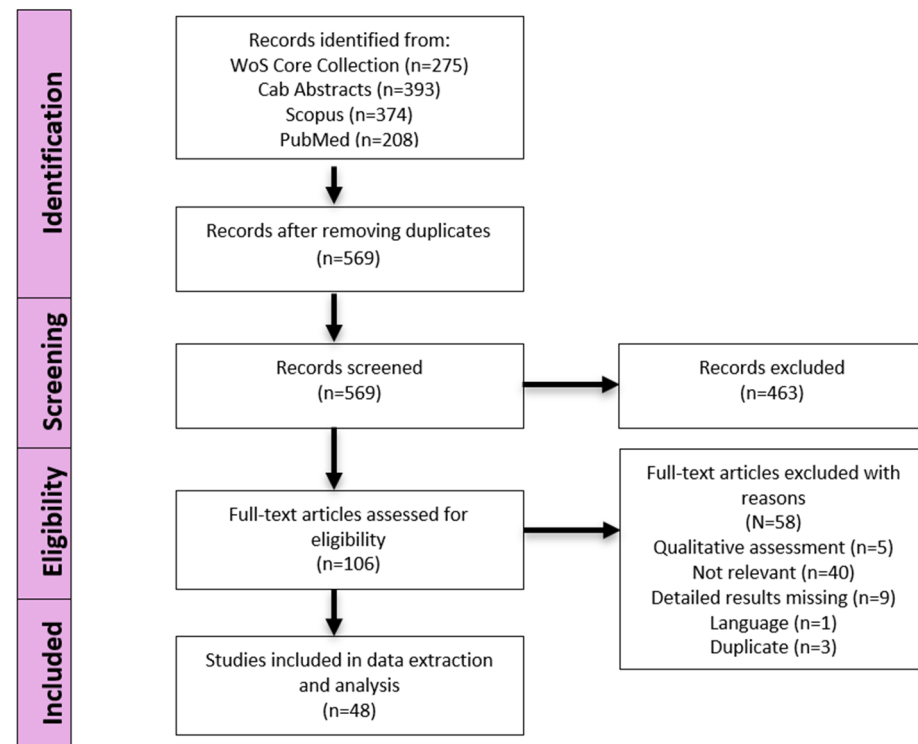 Identification
Records identified from:
WoS Core Collection (n=275)
Cab Abstracts (n=393)
Scopus (n=374)
PubMed (n=208)
Records after removing duplicates
(n=569)
Screening
Records screened
(n=569)
Records excluded
(n=463)
Eligibility
Full-text articles assessed for
eligibility
(n=106)
Full-text articles excluded with
reasons
(N=58)
Qualitative assessment (n=5)
Not relevant (n=40)
Detailed results missing (n=9)
Language (n=1)
Duplicate (n=3)
Included
Studies included in data extraction
and analysis
(n=48)